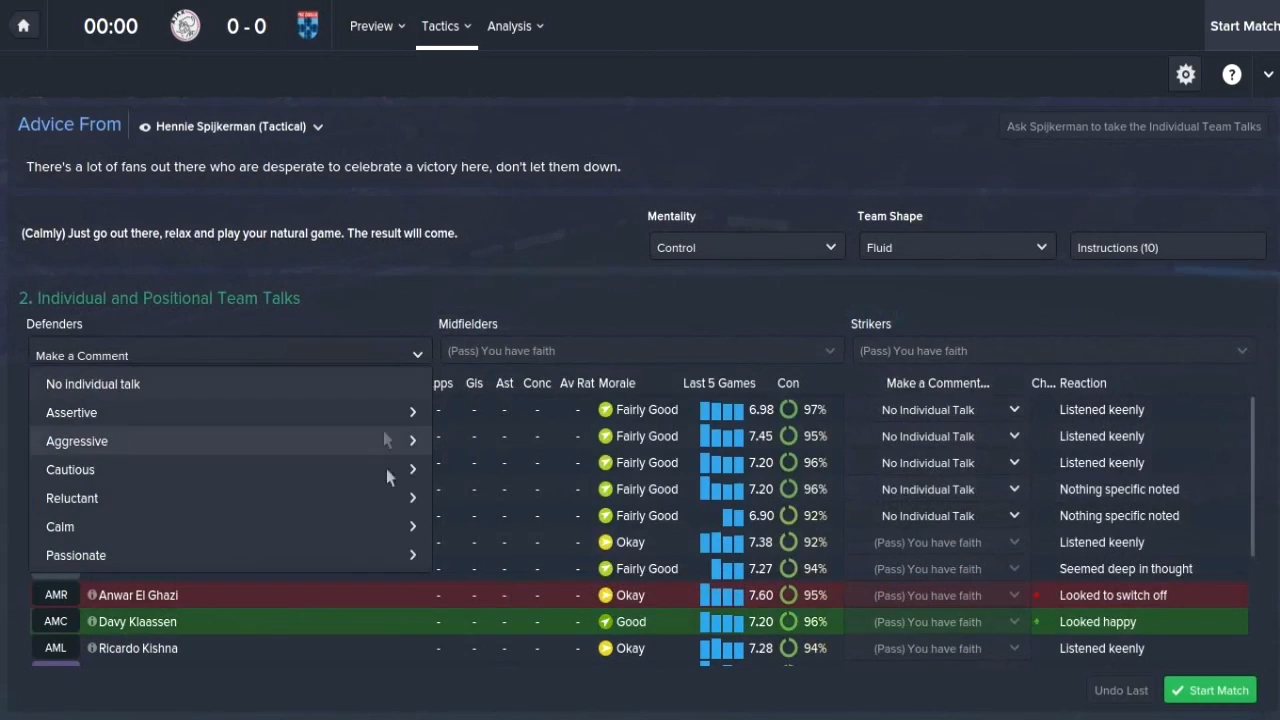 00:00 0 - 0 Preview Tactics Analysis Start Match
Advice From Hennie Spijkerman (Tactical) Ask Spijkerman to take the Individual Team Talks
There's a lot of fans out there who are desperate to celebrate a victory here, don't let them down.
Mentality Team Shape
(Calmly) Just go out there, relax and play your natural game. The result will come.
Control Fluid Instructions (10)
2. Individual and Positional Team Talks
Defenders Midfielders Strikers
Make a Comment (Pass) You have faith (Pass) You have faith
No individual talk pps Gls Ast Conc Av Rat Morale Last 5 Games Con Make a Comment... Ch... Reaction
Assertive - - - - - Fairly Good 6.98 97% No Individual Talk Listened keenly
Aggressive - - - - - Fairly Good 7.45 95% No Individual Talk Listened keenly
Cautious - - - - - Fairly Good 7.20 96% No Individual Talk Listened keenly
Reluctant - - - - - Fairly Good 7.20 96% No Individual Talk Nothing specific noted
Calm - - - - - Fairly Good 6.90 92% No Individual Talk Nothing specific noted
Passionate - - - - - Okay 7.38 92% (Pass) You have faith Listened keenly
- - - - - Fairly Good 7.27 94% (Pass) You have faith Seemed deep in thought
AMR Anwar El Ghazi - - - - - Okay 7.60 95% (Pass) You have faith Looked to switch off
AMC Davy Klaassen - - - - - Good 7.20 96% (Pass) You have faith Looked happy
AML Ricardo Kishna - - - - - Okay 7.28 94% (Pass) You have faith Listened keenly
Undo Last Start Match